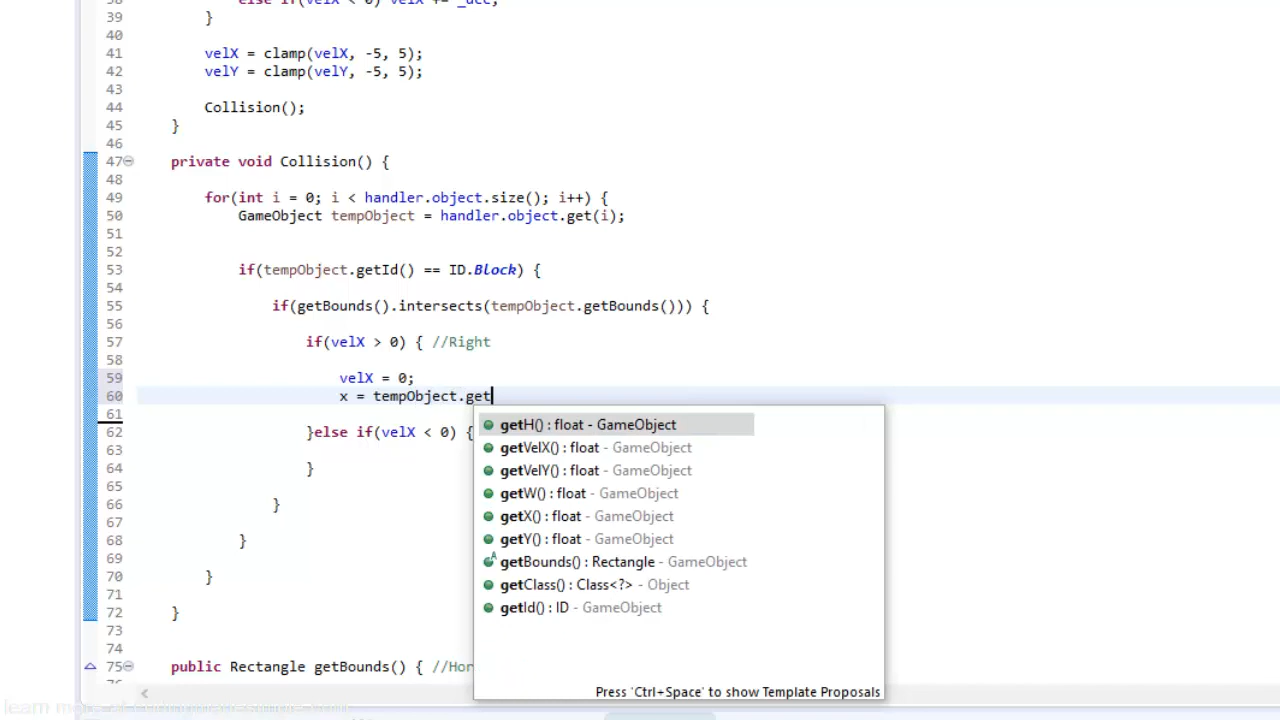 38 else if(velX < 0) velX += _dcc;
39 }
40
41 velX = clamp(velX, -5, 5);
42 velY = clamp(velY, -5, 5);
43
44 Collision();
45 }
46
47 private void Collision() {
48
49 for(int i = 0; i < handler.object.size(); i++) {
50 GameObject tempObject = handler.object.get(i);
51
52
53 if(tempObject.getId() == ID.Block) {
54
55 if(getBounds().intersects(tempObject.getBounds())) {
56
57 if(velX > 0) { //Right
58
59 velX = 0;
60 x = tempObject.get
61
62 }else if(velX < 0) {
63
64 }
65
66 }
67
68 }
69
70 }
71
72 }
73
74
75 public Rectangle getBounds() { //Hor
getH() : float - GameObject
getVelX() : float - GameObject
getVelY() : float - GameObject
getW() : float - GameObject
getX() : float - GameObject
getY() : float - GameObject
getBounds() : Rectangle - GameObject
getClass() : Class<?> - Object
getId() : ID - GameObject
Press 'Ctrl+Space' to show Template Proposals
learn more at